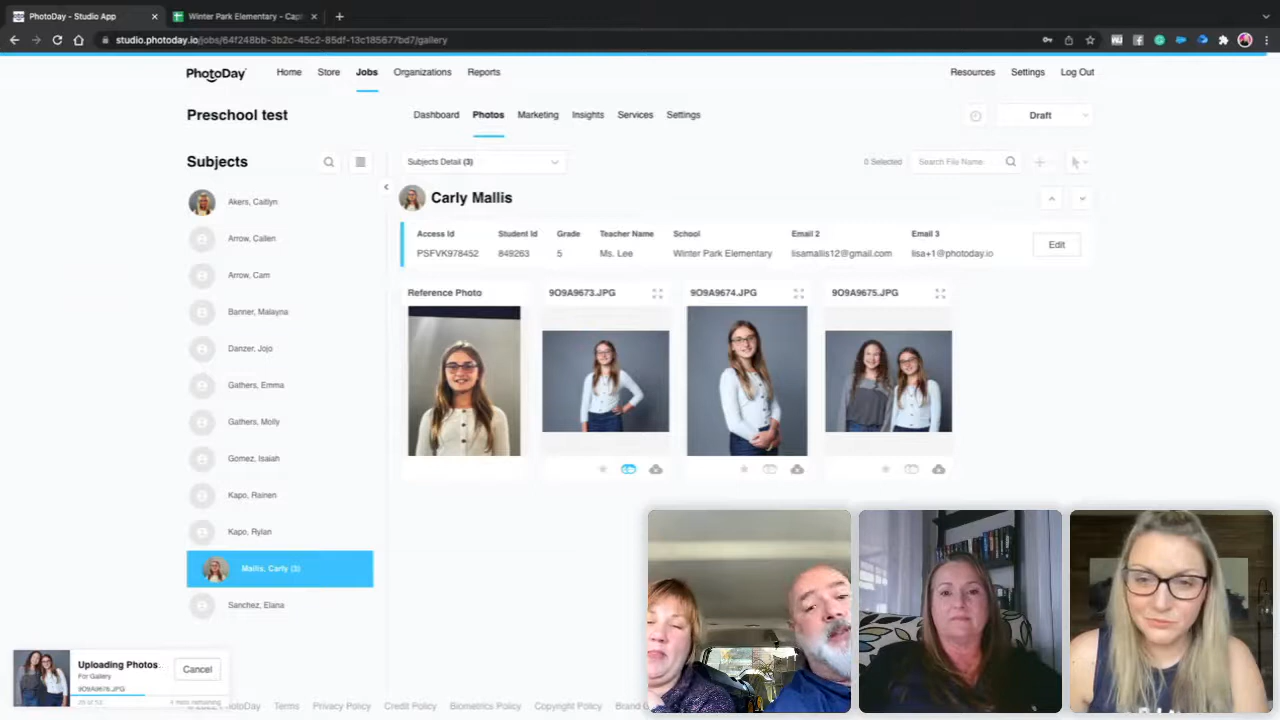 PhotoDay - Studio App
Winter Park Elementary - Capt
studio.photoday.io/jobs/64f248bb-3b2c-45c2-85df-13c185677bd7/gallery
PhotoDay Home Store Jobs Organizations Reports Resources Settings Log Out
Preschool test Dashboard Photos Marketing Insights Services Settings Draft
Subjects Subjects Detail (3) 0 Selected Search File Name
Akers, Caitlyn
Arrow, Callen
Arrow, Cam
Banner, Malayna
Danzer, Jojo
Gathers, Emma
Gathers, Molly
Gomez, Isaiah
Kapo, Rainen
Kapo, Rylan
Mallis, Carly (3)
Sanchez, Elana
Carly Mallis
Access Id Student Id Grade Teacher Name School Email 2 Email 3
PSFVK978452 849263 5 Ms. Lee Winter Park Elementary lisamallis12@gmail.com lisa+1@photoday.io Edit
Reference Photo 9O9A9673.JPG 9O9A9674.JPG 9O9A9675.JPG
Uploading Photos
For Gallery
9O9A9676.JPG
Cancel
PhotoDay Terms Privacy Policy Credit Policy Biometrics Policy Copyright Policy Brand